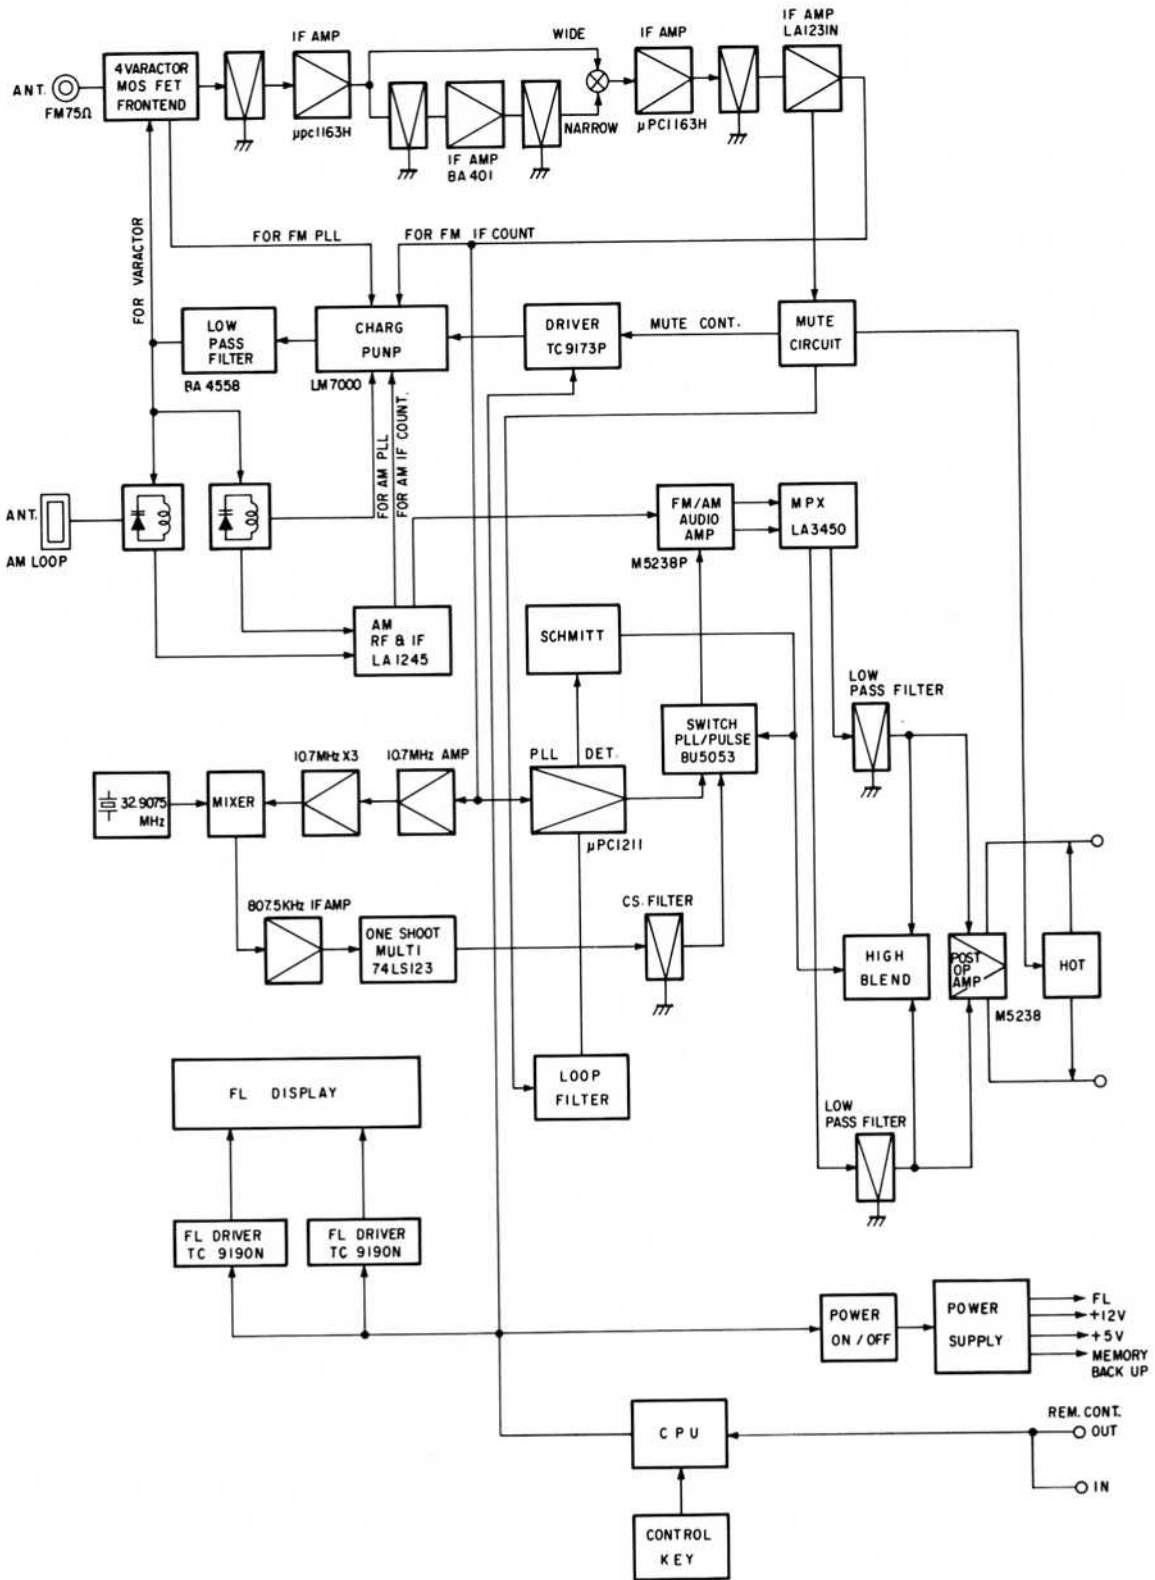 IF AMP
LA1231N
IF AMP
WIDE
IF AMP
ANT.
FM75Ω
4VARACTOR
MOS FET
FRONTEND
μpc1163H
IF AMP
BA401
NARROW
μPC1163H
FOR VARACTOR
FOR FM PLL
FOR FM IF COUNT
LOW
PASS
FILTER
BA 4558
CHARG
PUNP
LM7000
DRIVER
TC9173P
MUTE CONT.
MUTE
CIRCUIT
FOR AM PLL
FOR AM IF COUNT.
ANT.
AM LOOP
FM/AM
AUDIO
AMP
M5238P
MPX
LA3450
AM
RF & IF
LA1245
SCHMITT
LOW
PASS FILTER
SWITCH
PLL/PULSE
BU5053
32.9075
MHz
MIXER
10.7MHz X3
10.7MHz AMP
PLL DET.
μPC1211
807.5KHz IF AMP
ONE SHOOT
MULTI
74LS123
CS. FILTER
HIGH
BLEND
POST
OP
AMP
M5238
HOT
FL DISPLAY
LOOP
FILTER
LOW
PASS FILTER
FL DRIVER
TC 9190N
FL DRIVER
TC 9190N
POWER
ON / OFF
POWER
SUPPLY
FL
+12V
+5V
MEMORY
BACK UP
CPU
REM. CONT.
OUT
IN
CONTROL
KEY